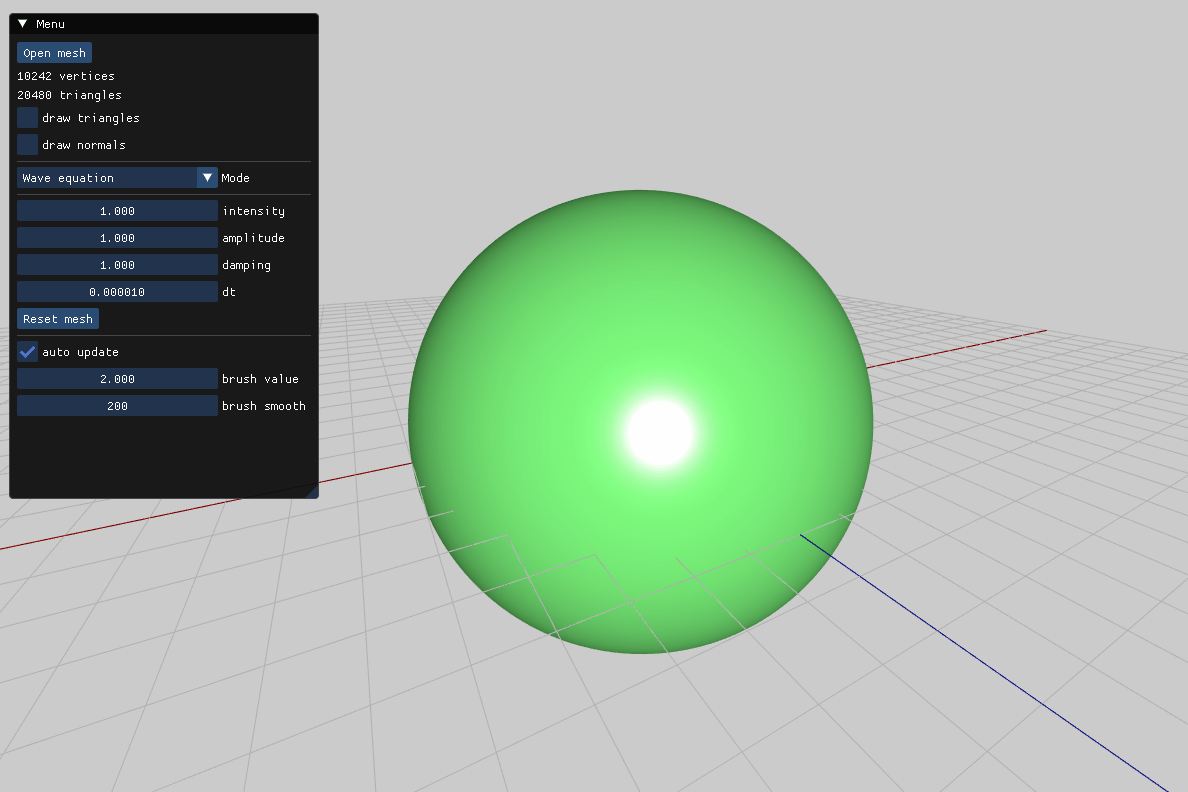 Menu
Open mesh
10242 vertices
20480 triangles
draw triangles
draw normals
Wave equation Mode
1.000 intensity
1.000 amplitude
1.000 damping
0.000010 dt
Reset mesh
auto update
2.000 brush value
200 brush smooth